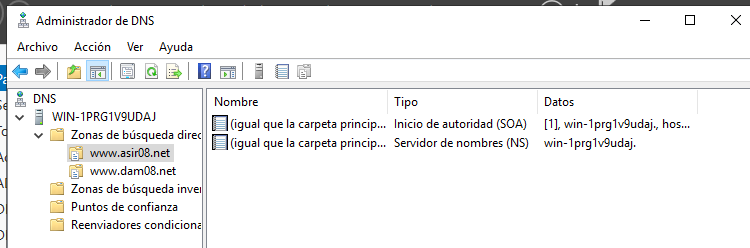 Administrador de DNS
Archivo Acción Ver Ayuda
DNS
WIN-1PRG1V9UDAJ
Zonas de búsqueda direc
www.asir08.net
www.dam08.net
Zonas de búsqueda inver
Puntos de confianza
Reenviadores condiciona
Nombre Tipo Datos
(igual que la carpeta princip... Inicio de autoridad (SOA) [1], win-1prg1v9udaj., hos...
(igual que la carpeta princip... Servidor de nombres (NS) win-1prg1v9udaj.